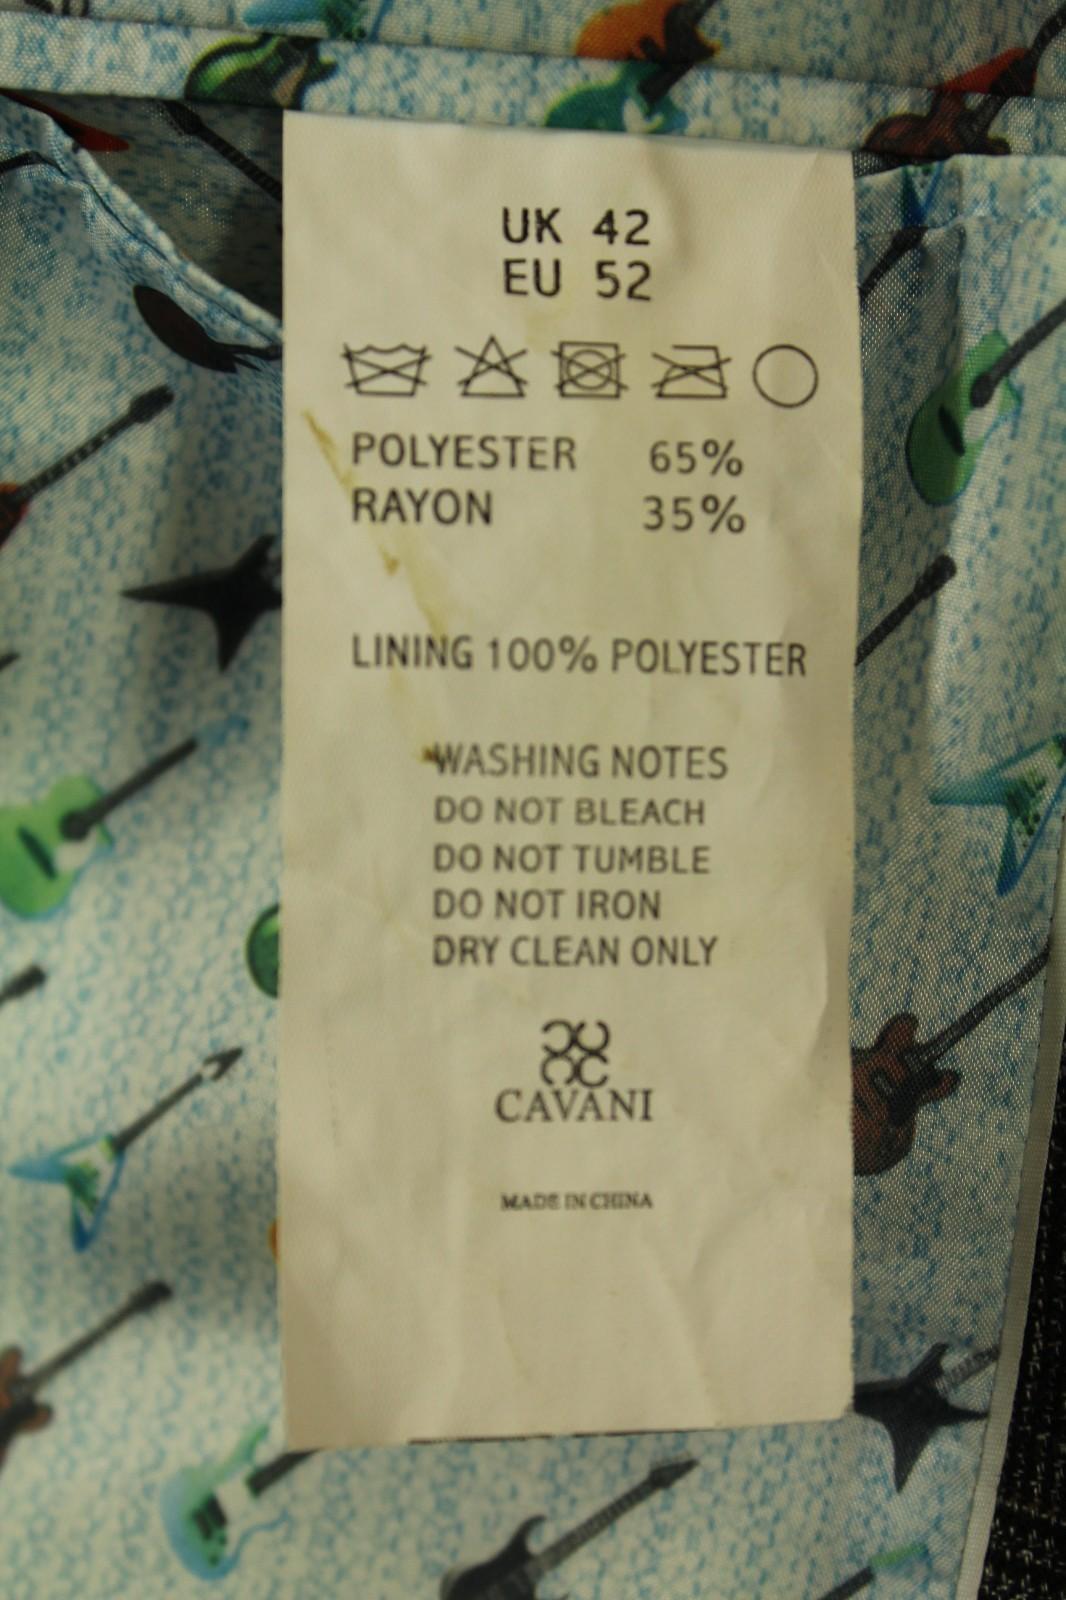 UK 42
EU 52
POLYESTER 65%
RAYON 35%
LINING 100% POLYESTER
WASHING NOTES
DO NOT BLEACH
DO NOT TUMBLE
DO NOT IRON
DRY CLEAN ONLY
CAVANI
MADE IN CHINA